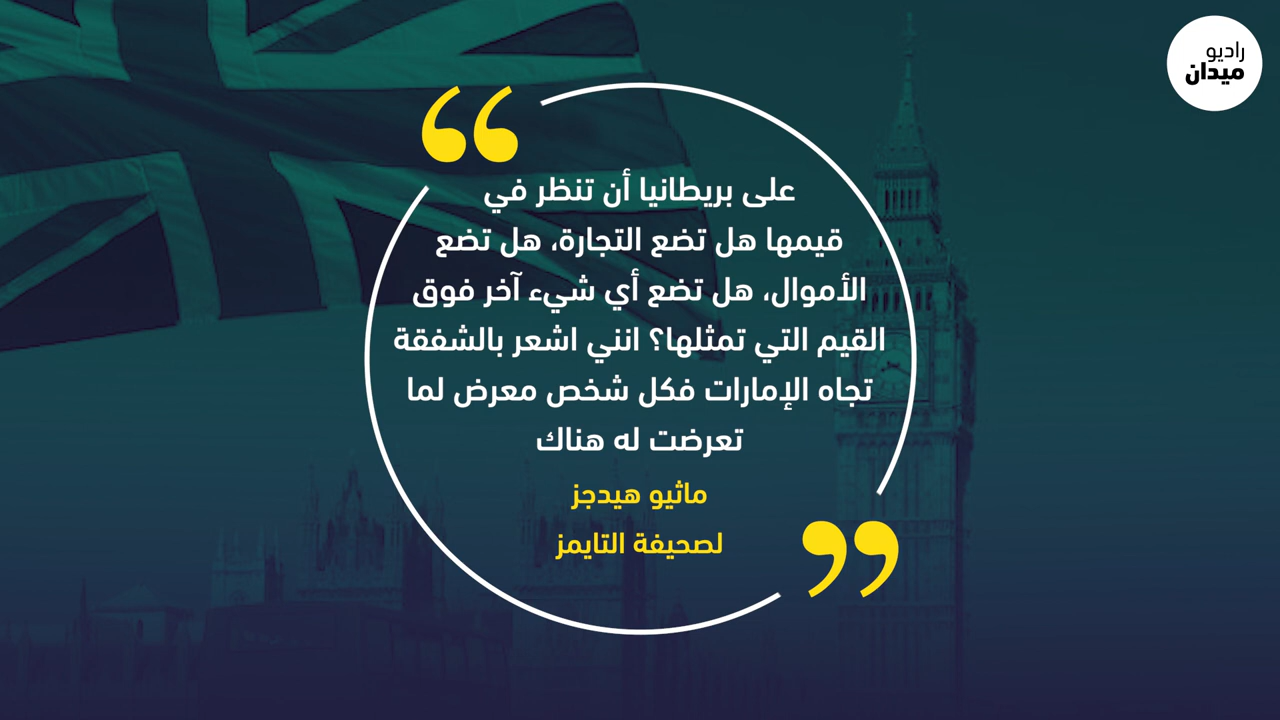 راديو
ميدان
على بريطانيا أن تنظر في
قيمها هل تضع التجارة، هل تضع
الأموال، هل تضع أي شيء آخر فوق
القيم التي تمثلها؟ انني اشعر بالشفقة
تجاه الإمارات فكل شخص معرض لما
تعرضت له هناك
ماثيو هيدجز
لصحيفة التايمز